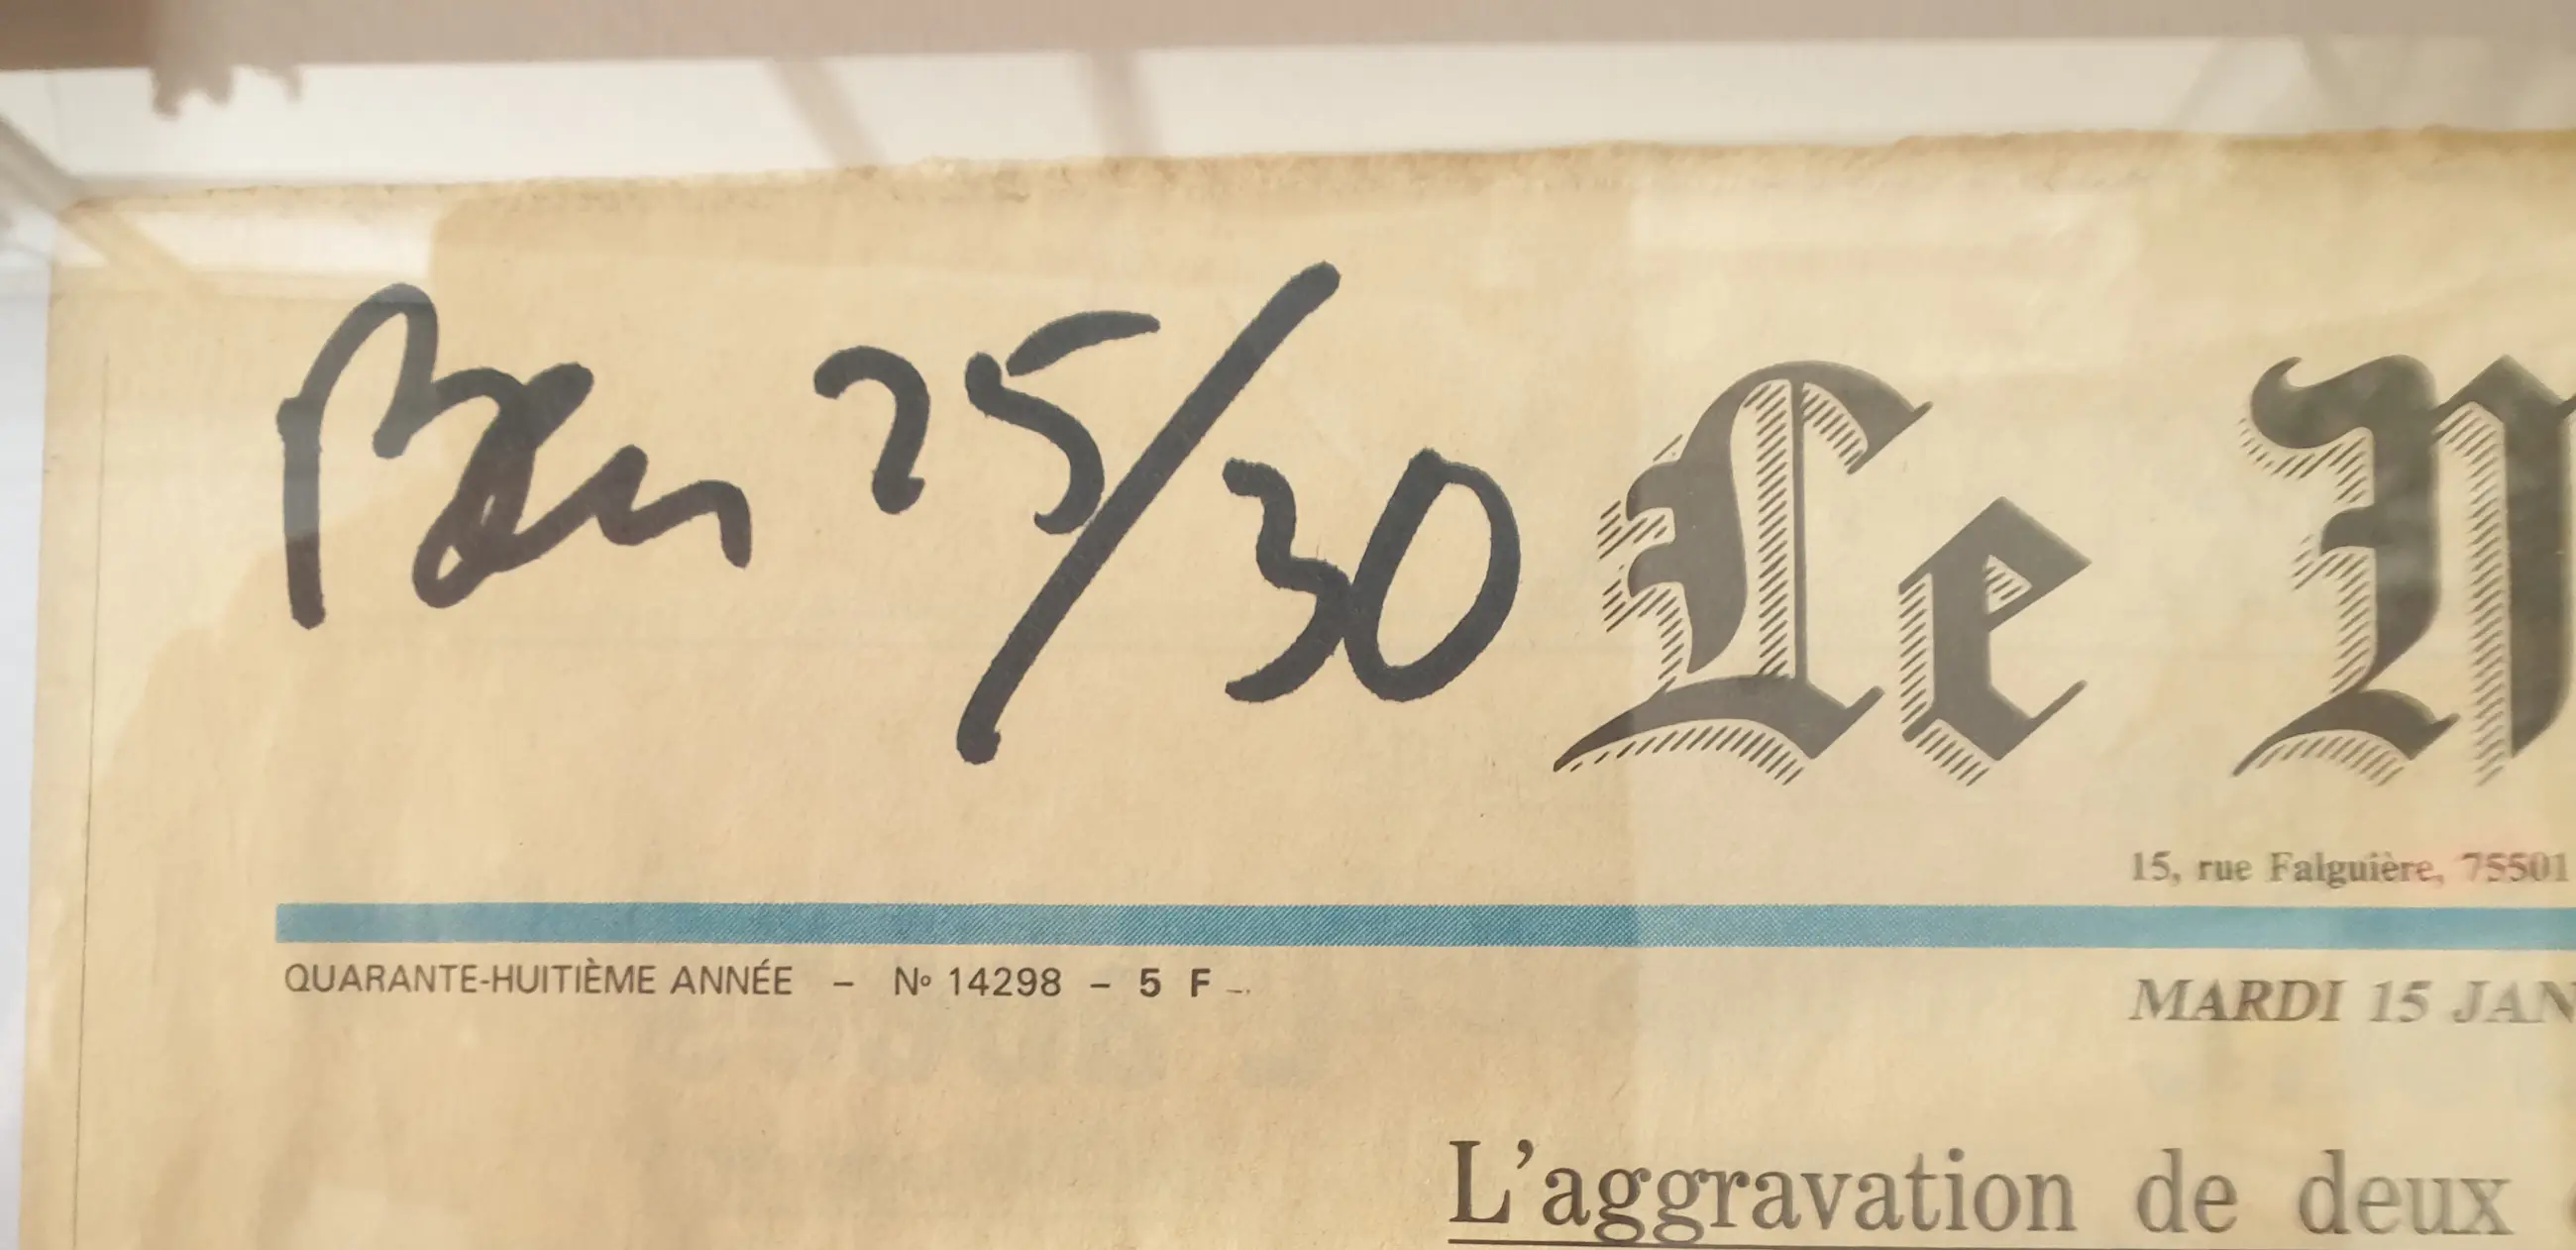 Ben 25/30
Le M
15, rue Falguière, 75501
QUARANTE-HUITIÈME ANNÉE – Nº 14298 – 5 F
MARDI 15 JAN
L'aggravation de deux